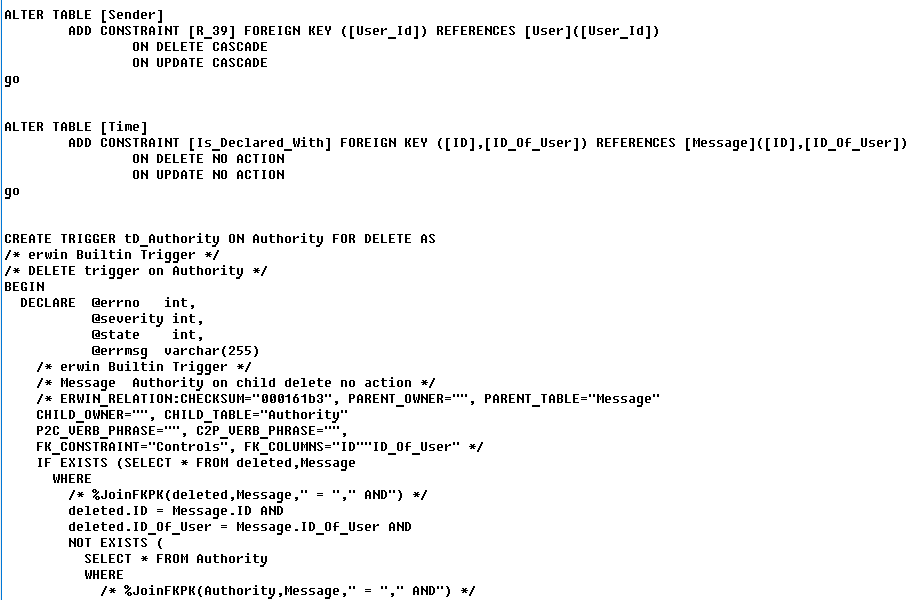 ALTER TABLE [Sender]
ADD CONSTRAINT [R_39] FOREIGN KEY ([User_Id]) REFERENCES [User]([User_Id])
ON DELETE CASCADE
ON UPDATE CASCADE
go
ALTER TABLE [Time]
ADD CONSTRAINT [Is_Declared_With] FOREIGN KEY ([ID],[ID_Of_User]) REFERENCES [Message]([ID],[ID_Of_User])
ON DELETE NO ACTION
ON UPDATE NO ACTION
go
CREATE TRIGGER tD_Authority ON Authority FOR DELETE AS
/* erwin Builtin Trigger */
/* DELETE trigger on Authority */
BEGIN
DECLARE @errno int,
@severity int,
@state int,
@errmsg varchar(255)
/* erwin Builtin Trigger */
/* Message Authority on child delete no action */
/* ERWIN_RELATION:CHECKSUM="000161b3", PARENT_OWNER="", PARENT_TABLE="Message"
CHILD_OWNER="", CHILD_TABLE="Authority"
P2C_VERB_PHRASE="", C2P_VERB_PHRASE="",
FK_CONSTRAINT="Controls", FK_COLUMNS="ID""ID_Of_User" */
IF EXISTS (SELECT * FROM deleted,Message
WHERE
/* %JoinFKPK(deleted,Message," = "," AND") */
deleted.ID = Message.ID AND
deleted.ID_Of_User = Message.ID_Of_User AND
NOT EXISTS (
SELECT * FROM Authority
WHERE
/* %JoinFKPK(Authority,Message," = "," AND") */